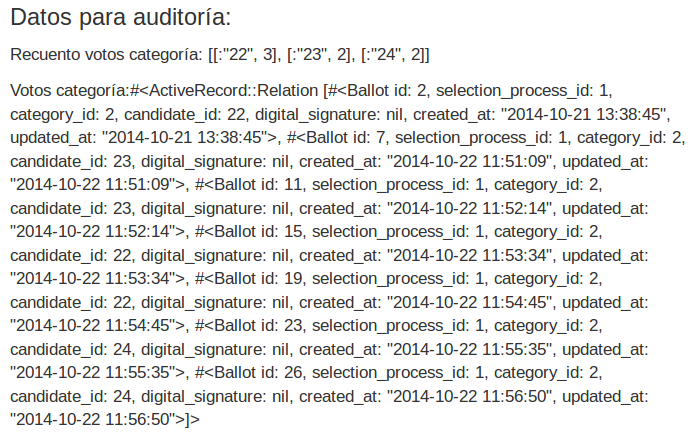 Datos para auditoría:
Recuento votos categoría: [[:"22", 3], [:"23", 2], [:"24", 2]]
Votos categoría:#<ActiveRecord::Relation [#<Ballot id: 2, selection_process_id: 1,
category_id: 2, candidate_id: 22, digital_signature: nil, created_at: "2014-10-21 13:38:45",
updated_at: "2014-10-21 13:38:45">, #<Ballot id: 7, selection_process_id: 1, category_id: 2,
candidate_id: 23, digital_signature: nil, created_at: "2014-10-22 11:51:09", updated_at:
"2014-10-22 11:51:09">, #<Ballot id: 11, selection_process_id: 1, category_id: 2,
candidate_id: 23, digital_signature: nil, created_at: "2014-10-22 11:52:14", updated_at:
"2014-10-22 11:52:14">, #<Ballot id: 15, selection_process_id: 1, category_id: 2,
candidate_id: 22, digital_signature: nil, created_at: "2014-10-22 11:53:34", updated_at:
"2014-10-22 11:53:34">, #<Ballot id: 19, selection_process_id: 1, category_id: 2,
candidate_id: 22, digital_signature: nil, created_at: "2014-10-22 11:54:45", updated_at:
"2014-10-22 11:54:45">, #<Ballot id: 23, selection_process_id: 1, category_id: 2,
candidate_id: 24, digital_signature: nil, created_at: "2014-10-22 11:55:35", updated_at:
"2014-10-22 11:55:35">, #<Ballot id: 26, selection_process_id: 1, category_id: 2,
candidate_id: 24, digital_signature: nil, created_at: "2014-10-22 11:56:50", updated_at:
"2014-10-22 11:56:50">]>